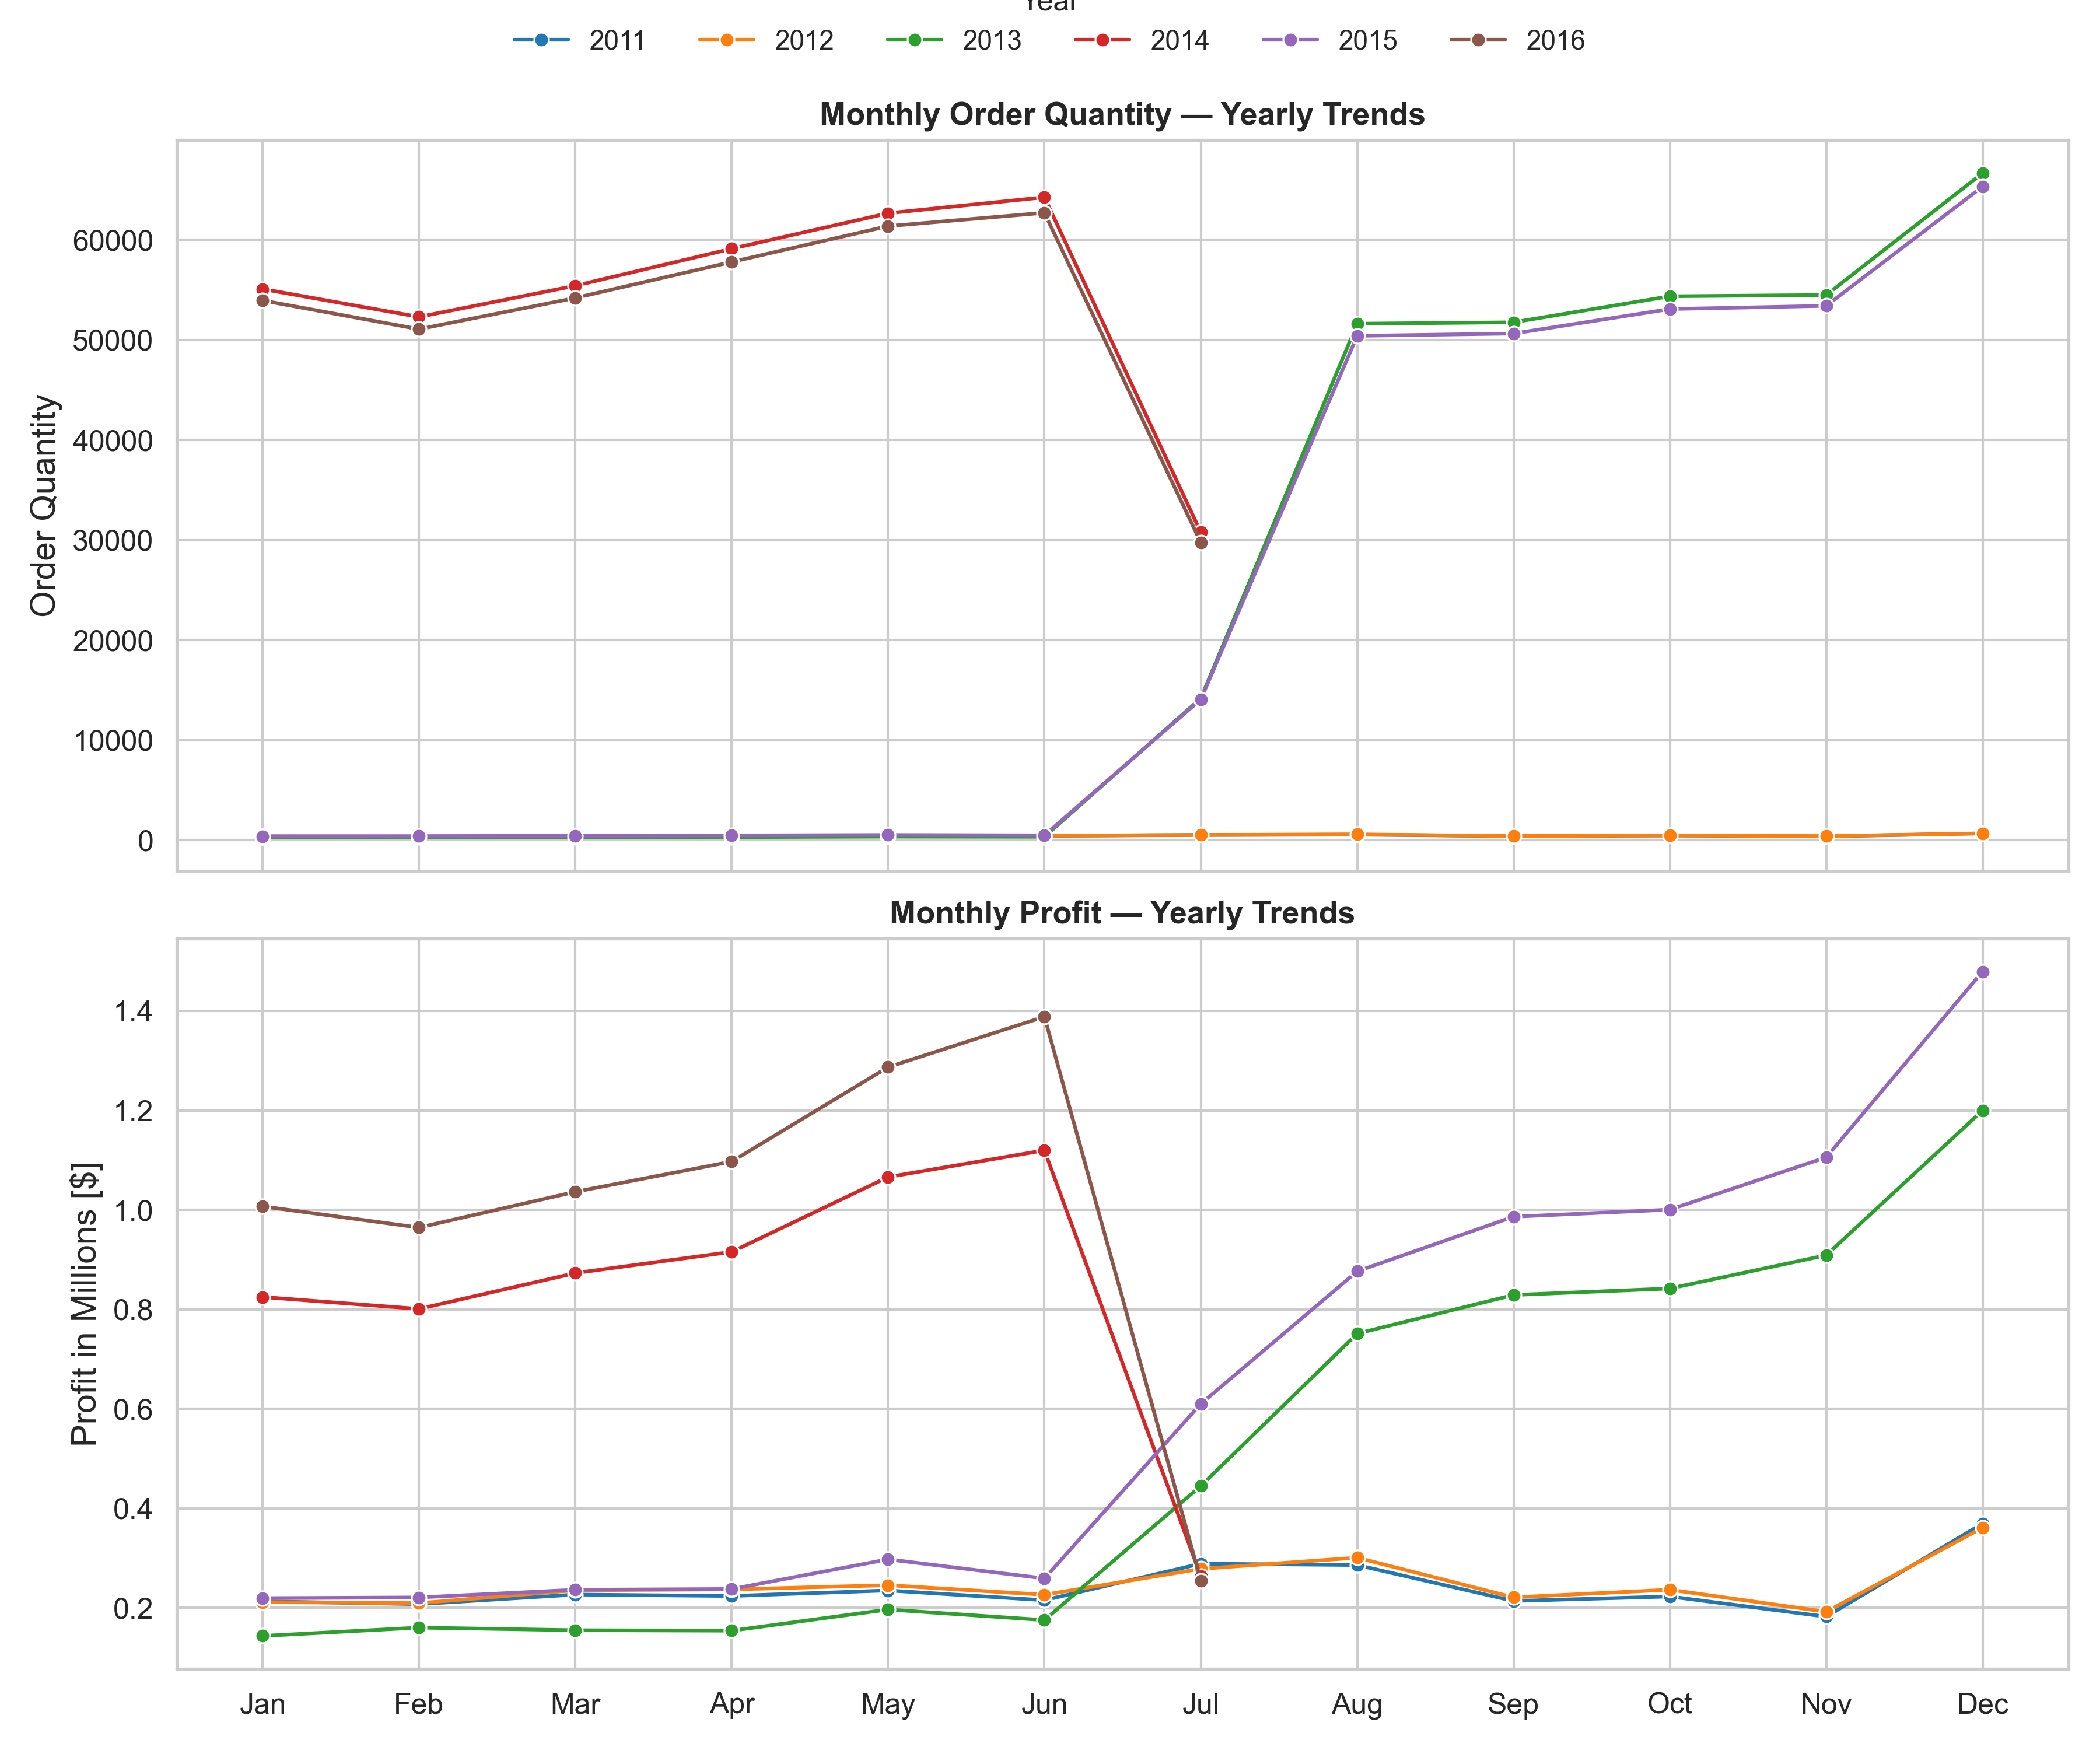 Year
2011 2012 2013 2014 2015 2016
Monthly Order Quantity — Yearly Trends
Order Quantity
60000
50000
40000
30000
20000
10000
0
Monthly Profit — Yearly Trends
Profit in Millions [$]
1.4
1.2
1.0
0.8
0.6
0.4
0.2
Jan Feb Mar Apr May Jun Jul Aug Sep Oct Nov Dec